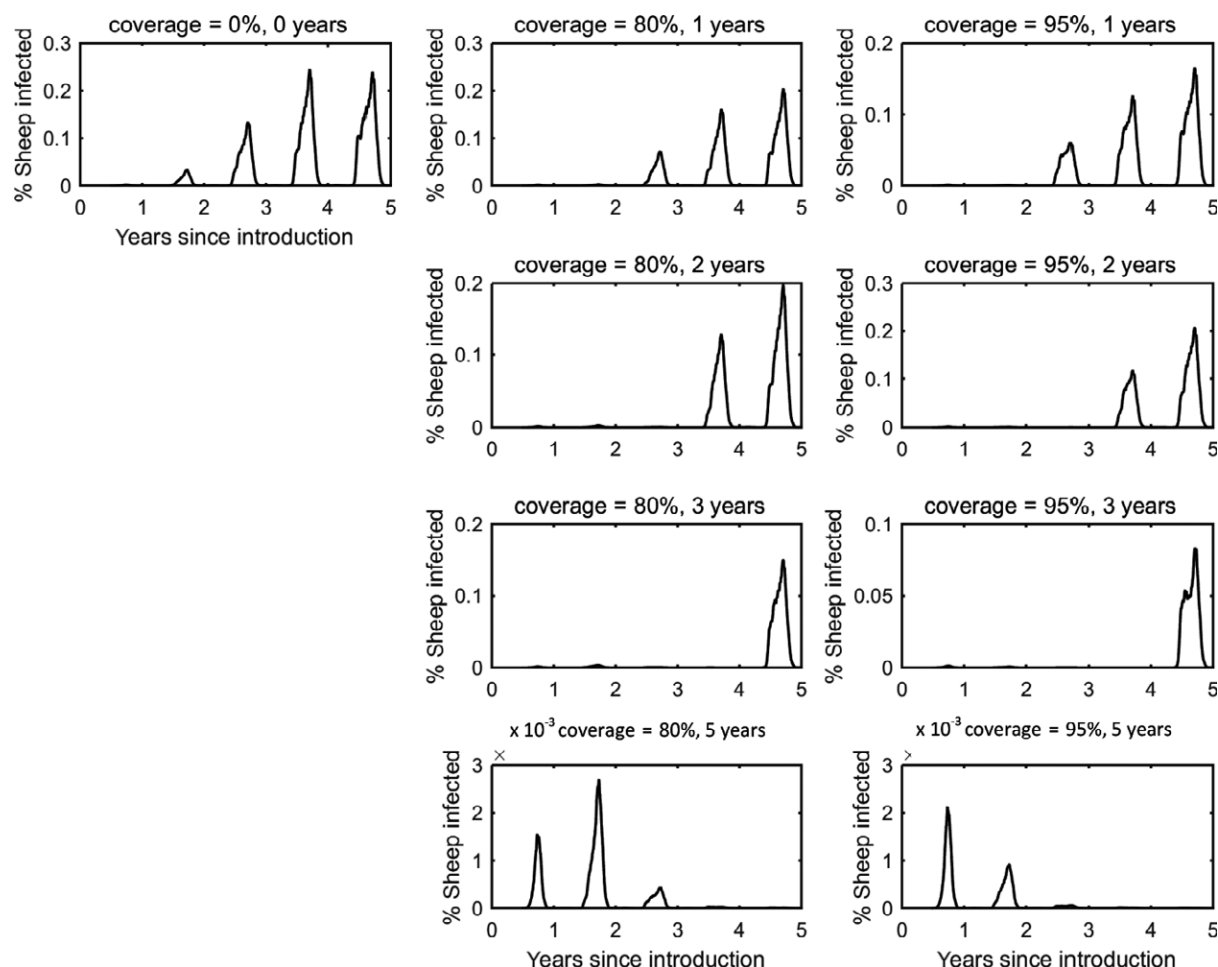 coverage = 0%, 0 years
% Sheep infected
0.3
0.2
0.1
0
0 1 2 3 4 5
Years since introduction
coverage = 80%, 1 years
% Sheep infected
0.3
0.2
0.1
0
0 1 2 3 4 5
coverage = 95%, 1 years
% Sheep infected
0.2
0.1
0
0 1 2 3 4 5
coverage = 80%, 2 years
% Sheep infected
0.2
0.1
0
0 1 2 3 4 5
coverage = 95%, 2 years
% Sheep infected
0.3
0.2
0.1
0
0 1 2 3 4 5
coverage = 80%, 3 years
% Sheep infected
0.2
0.1
0
0 1 2 3 4 5
coverage = 95%, 3 years
% Sheep infected
0.1
0.05
0
0 1 2 3 4 5
x 10⁻³ coverage = 80%, 5 years
×
% Sheep infected
3
2
1
0
0 1 2 3 4 5
Years since introduction
x 10⁻³ coverage = 95%, 5 years
% Sheep infected
3
2
1
0
0 1 2 3 4 5
Years since introduction